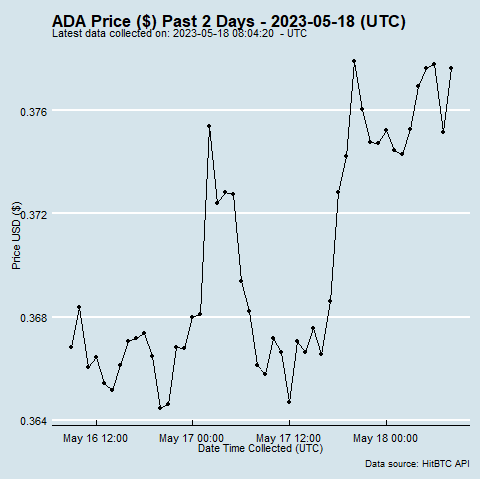 ADA Price ($) Past 2 Days - 2023-05-18 (UTC)
Latest data collected on: 2023-05-18 08:04:20 - UTC
0.376
0.372
Price USD ($)
0.368
0.364
May 16 12:00 May 17 00:00 May 17 12:00 May 18 00:00
Date Time Collected (UTC)
Data source: HitBTC API